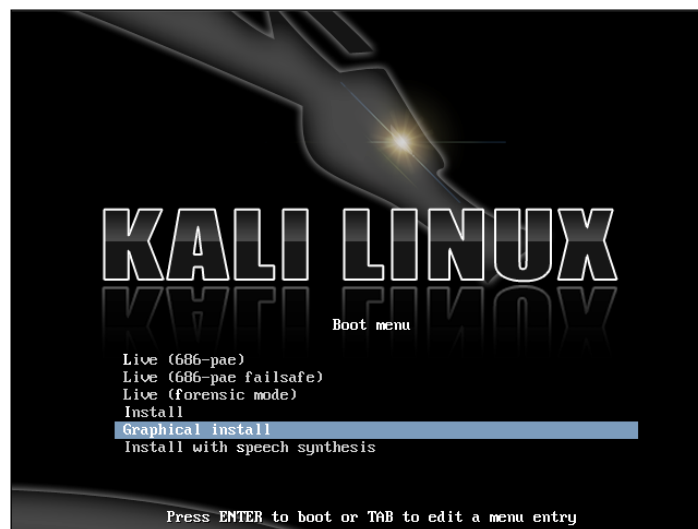 KALI LINUX
Boot menu
Live (686-pae)
Live (686-pae failsafe)
Live (forensic mode)
Install
Graphical install
Install with speech synthesis
Press ENTER to boot or TAB to edit a menu entry